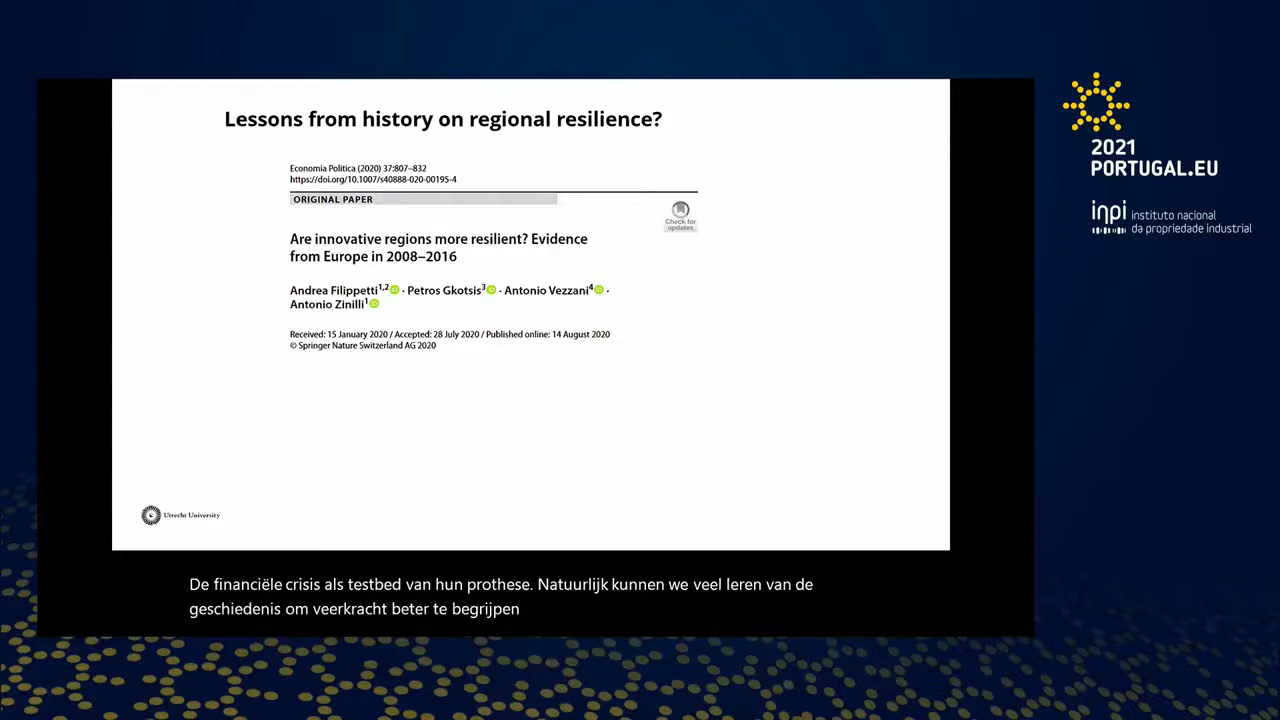 Lessons from history on regional resilience?
Economia Politica (2020) 37:807–832
https://doi.org/10.1007/s40888-020-00195-4
ORIGINAL PAPER
Check for
updates
Are innovative regions more resilient? Evidence
from Europe in 2008–2016
Andrea Filippetti1,2 · Petros Gkotsis3 · Antonio Vezzani4 ·
Antonio Zinilli1
Received: 15 January 2020 / Accepted: 28 July 2020 / Published online: 14 August 2020
© Springer Nature Switzerland AG 2020
Utrecht University
De financiële crisis als testbed van hun prothese. Natuurlijk kunnen we veel leren van de
geschiedenis om veerkracht beter te begrijpen
2021
PORTUGAL.EU
inpi instituto nacional
da propriedade industrial